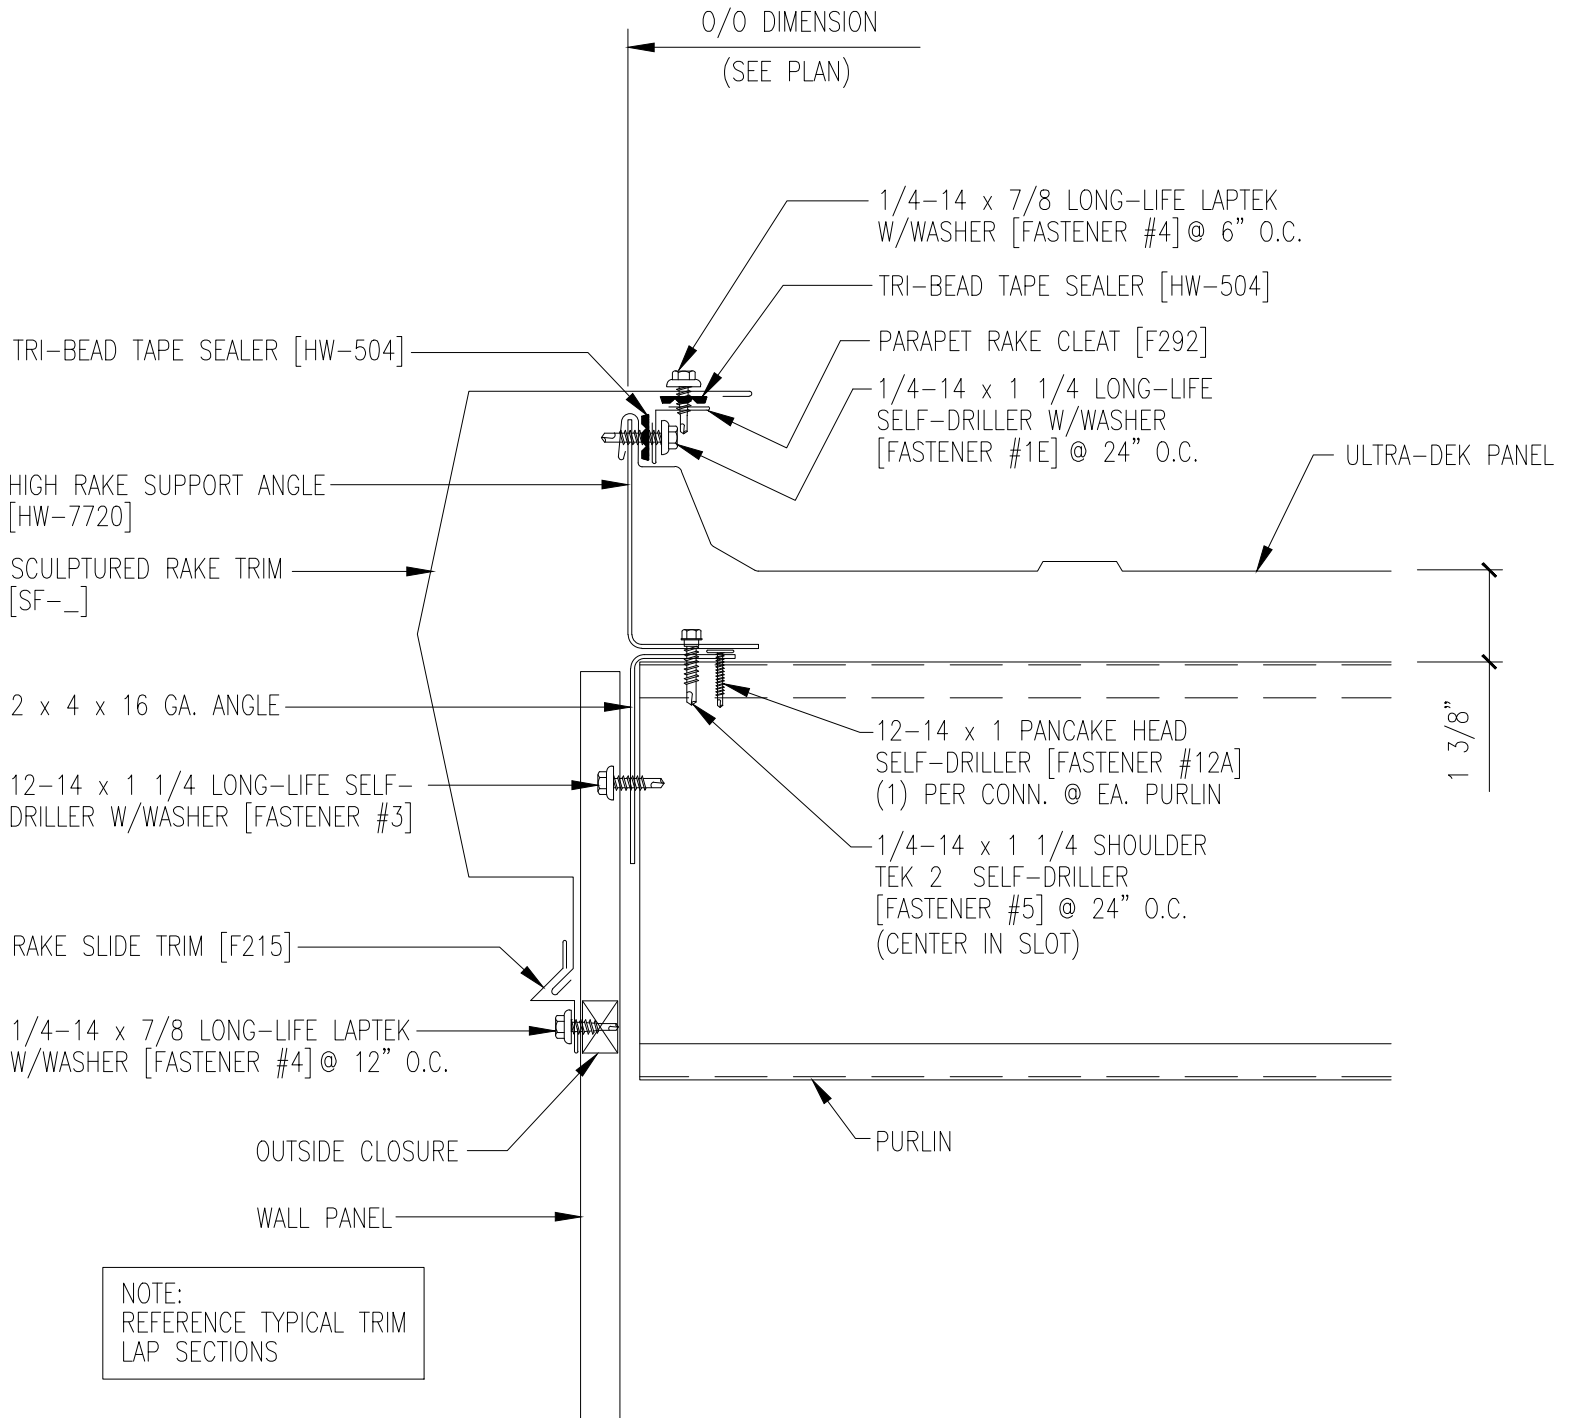 O/O DIMENSION
(SEE PLAN)
1/4-14 x 7/8 LONG-LIFE LAPTEK
W/WASHER [FASTENER #4]@ 6" O.C.
TRI-BEAD TAPE SEALER [HW-504]
PARAPET RAKE CLEAT [F292]
1/4-14 x 1 1/4 LONG-LIFE
SELF-DRILLER W/WASHER
[FASTENER #1E]@ 24" O.C.
ULTRA-DEK PANEL
TRI-BEAD TAPE SEALER [HW-504]
HIGH RAKE SUPPORT ANGLE
[HW-7720]
SCULPTURED RAKE TRIM
[SF-_]
2 x 4 x 16 GA. ANGLE
12-14 x 1 1/4 LONG-LIFE SELF-
DRILLER W/WASHER [FASTENER #3]
12-14 x 1 PANCAKE HEAD
SELF-DRILLER [FASTENER #12A]
(1) PER CONN. @ EA. PURLIN
1/4-14 x 1 1/4 SHOULDER
TEK 2 SELF-DRILLER
[FASTENER #5] @ 24" O.C.
(CENTER IN SLOT)
1 3/8"
RAKE SLIDE TRIM [F215]
1/4-14 x 7/8 LONG-LIFE LAPTEK
W/WASHER [FASTENER #4]@ 12" O.C.
OUTSIDE CLOSURE
PURLIN
WALL PANEL
NOTE:
REFERENCE TYPICAL TRIM
LAP SECTIONS